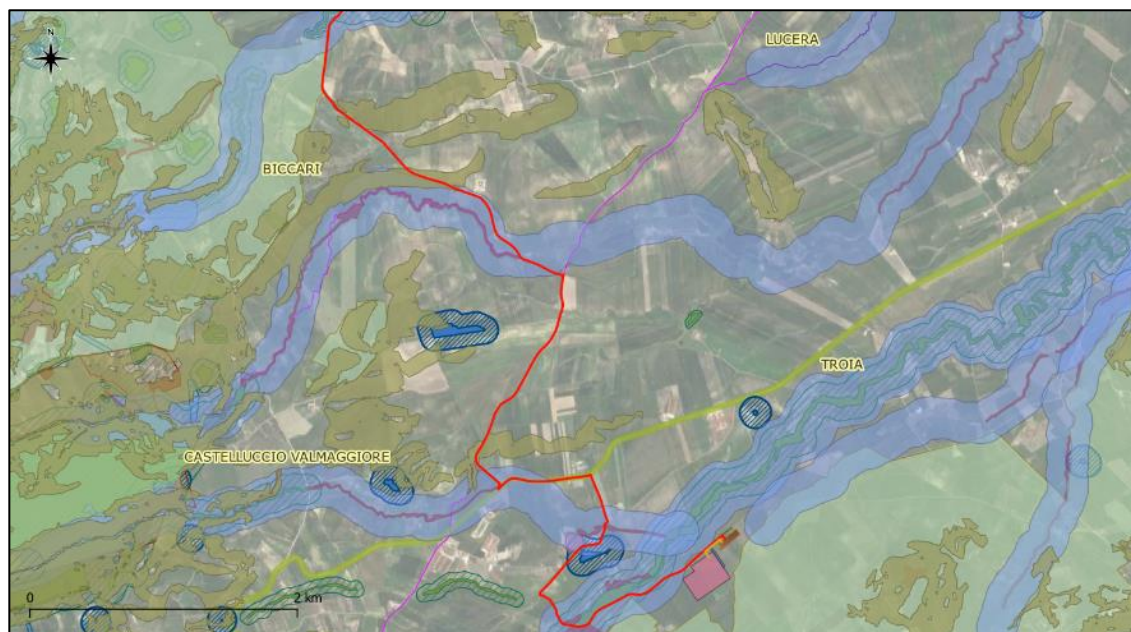 N
LUCERA
BICCARI
TROIA
CASTELLUCCIO VALMAGGIORE
0 2 km